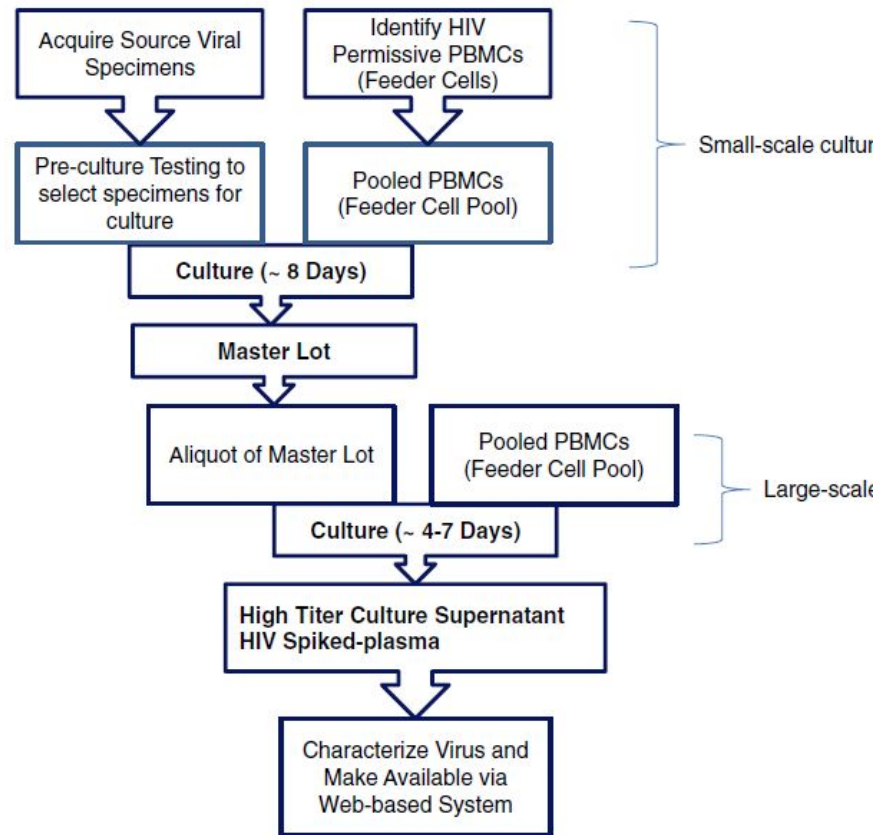 Acquire Source Viral
Specimens
Identify HIV
Permissive PBMCs
(Feeder Cells)
Pre-culture Testing to
select specimens for
culture
Pooled PBMCs
(Feeder Cell Pool)
Small-scale cultur
Culture (~ 8 Days)
Master Lot
Aliquot of Master Lot
Pooled PBMCs
(Feeder Cell Pool)
Large-scale
Culture (~ 4-7 Days)
High Titer Culture Supernatant
HIV Spiked-plasma
Characterize Virus and
Make Available via
Web-based System